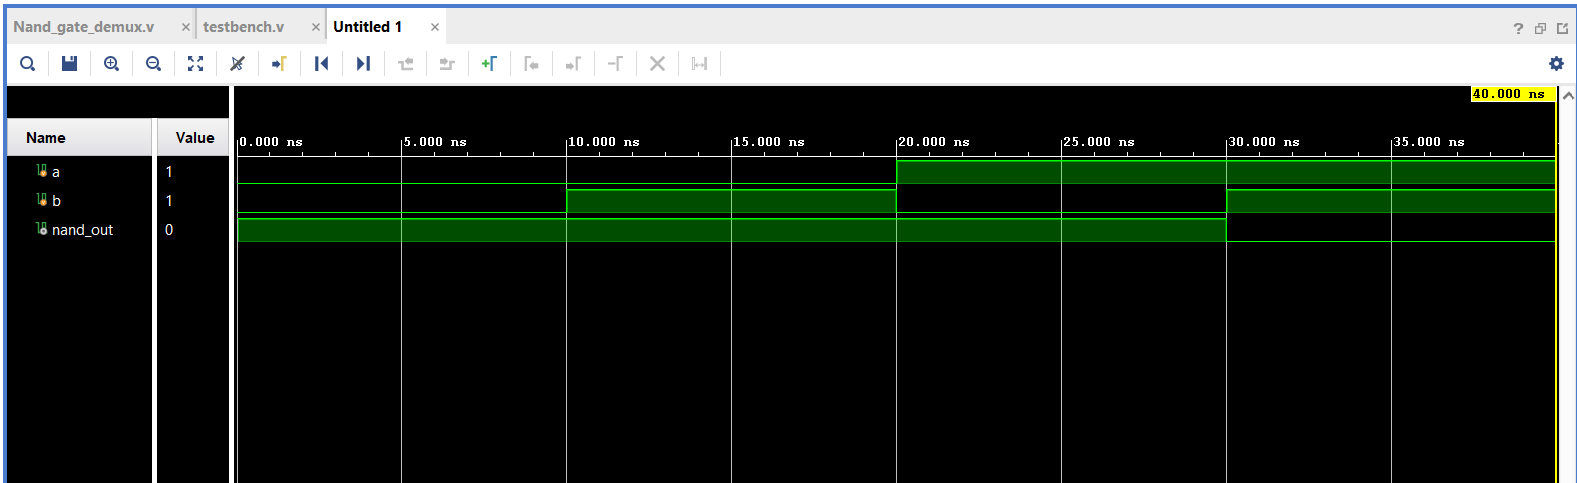 Nand_gate_demux.v × testbench.v × Untitled 1 × ?
40.000 ns
Name Value
0.000 ns 5.000 ns 10.000 ns 15.000 ns 20.000 ns 25.000 ns 30.000 ns 35.000 ns
a 1
b 1
nand_out 0